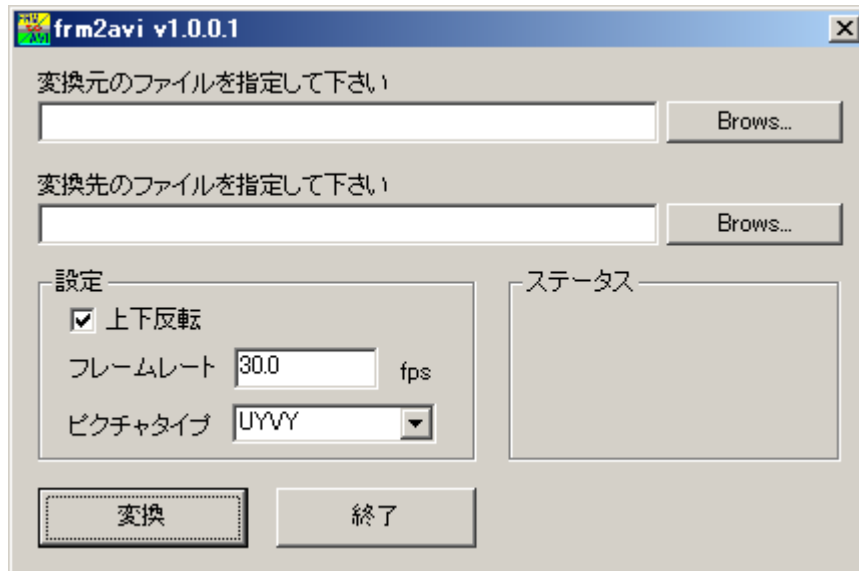 frm2avi v1.0.0.1
変換元のファイルを指定して下さい
Brows...
変換先のファイルを指定して下さい
Brows...
設定
上下反転
フレームレート 30.0 fps
ピクチャタイプ UYVY
ステータス
変換 終了